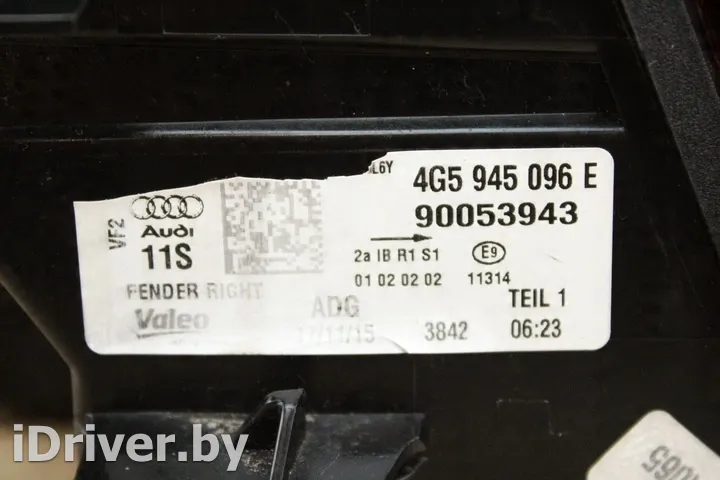 L6Y
4G5 945 096 E
90053943
VF2
Audi
11S
2a IB R1 S1
E9
01 02 02 02
11314
FENDER RIGHT
TEIL 1
Valeo
ADG
17/11/15
3842
06:23
iDriver.by